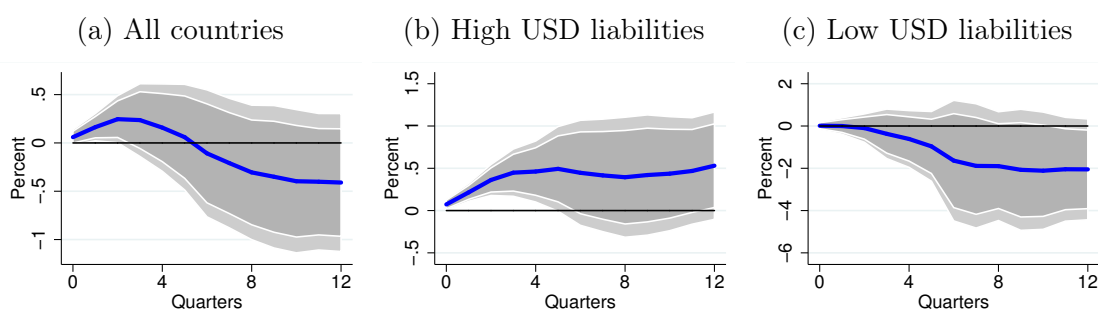 (a) All countries
(b) High USD liabilities
(c) Low USD liabilities
Percent
.5
0
−.5
−1
0 4 8 12
Quarters
Percent
1.5
1
.5
0
−.5
0 4 8 12
Quarters
Percent
2
0
−2
−4
−6
0 4 8 12
Quarters